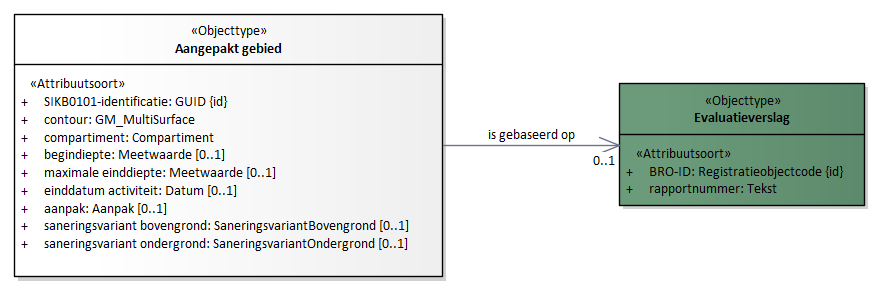 «Objecttype»
Aangepakt gebied
«Attribuutsoort»
+ SIKB0101-identificatie: GUID {id}
+ contour: GM_MultiSurface
+ compartiment: Compartiment
+ begindiepte: Meetwaarde [0..1]
+ maximale einddiepte: Meetwaarde [0..1]
+ einddatum activiteit: Datum [0..1]
+ aanpak: Aanpak [0..1]
+ saneringsvariant bovengrond: SaneringsvariantBovengrond [0..1]
+ saneringsvariant ondergrond: SaneringsvariantOndergrond [0..1]
is gebaseerd op
0..1
«Objecttype»
Evaluatieverslag
«Attribuutsoort»
+ BRO-ID: Registratieobjectcode {id}
+ rapportnummer: Tekst